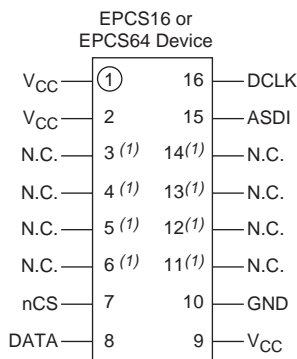 EPCS16 or
EPCS64 Device
VCC 1 16 DCLK
VCC 2 15 ASDI
N.C. 3 (1) 14 (1) N.C.
N.C. 4 (1) 13 (1) N.C.
N.C. 5 (1) 12 (1) N.C.
N.C. 6 (1) 11 (1) N.C.
nCS 7 10 GND
DATA 8 9 VCC